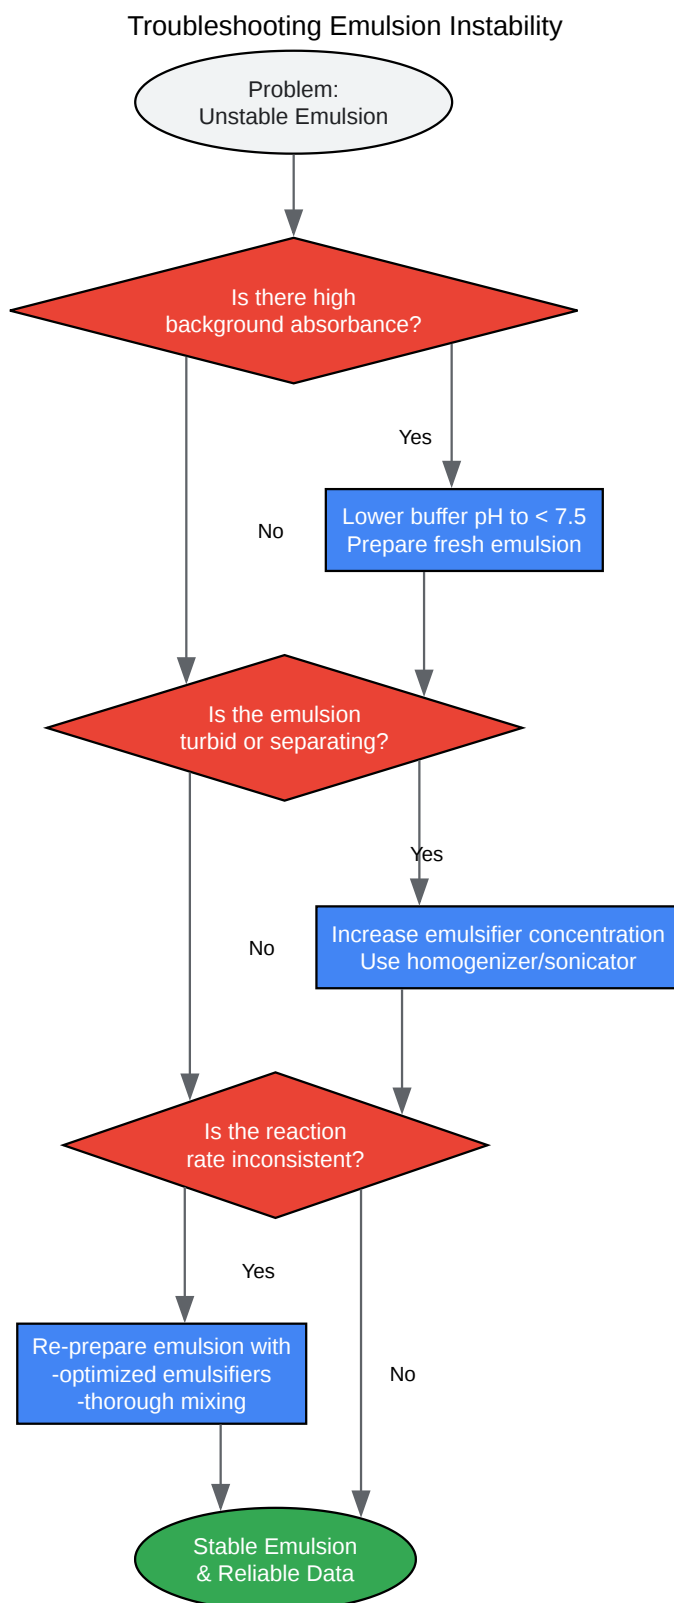 Troubleshooting Emulsion Instability
Problem:
Unstable Emulsion
Is there high
background absorbance?
Yes
No
Lower buffer pH to < 7.5
Prepare fresh emulsion
Is the emulsion
turbid or separating?
Yes
No
Increase emulsifier concentration
Use homogenizer/sonicator
Is the reaction
rate inconsistent?
Yes
Re-prepare emulsion with
-optimized emulsifiers
-thorough mixing
No
Stable Emulsion
& Reliable Data